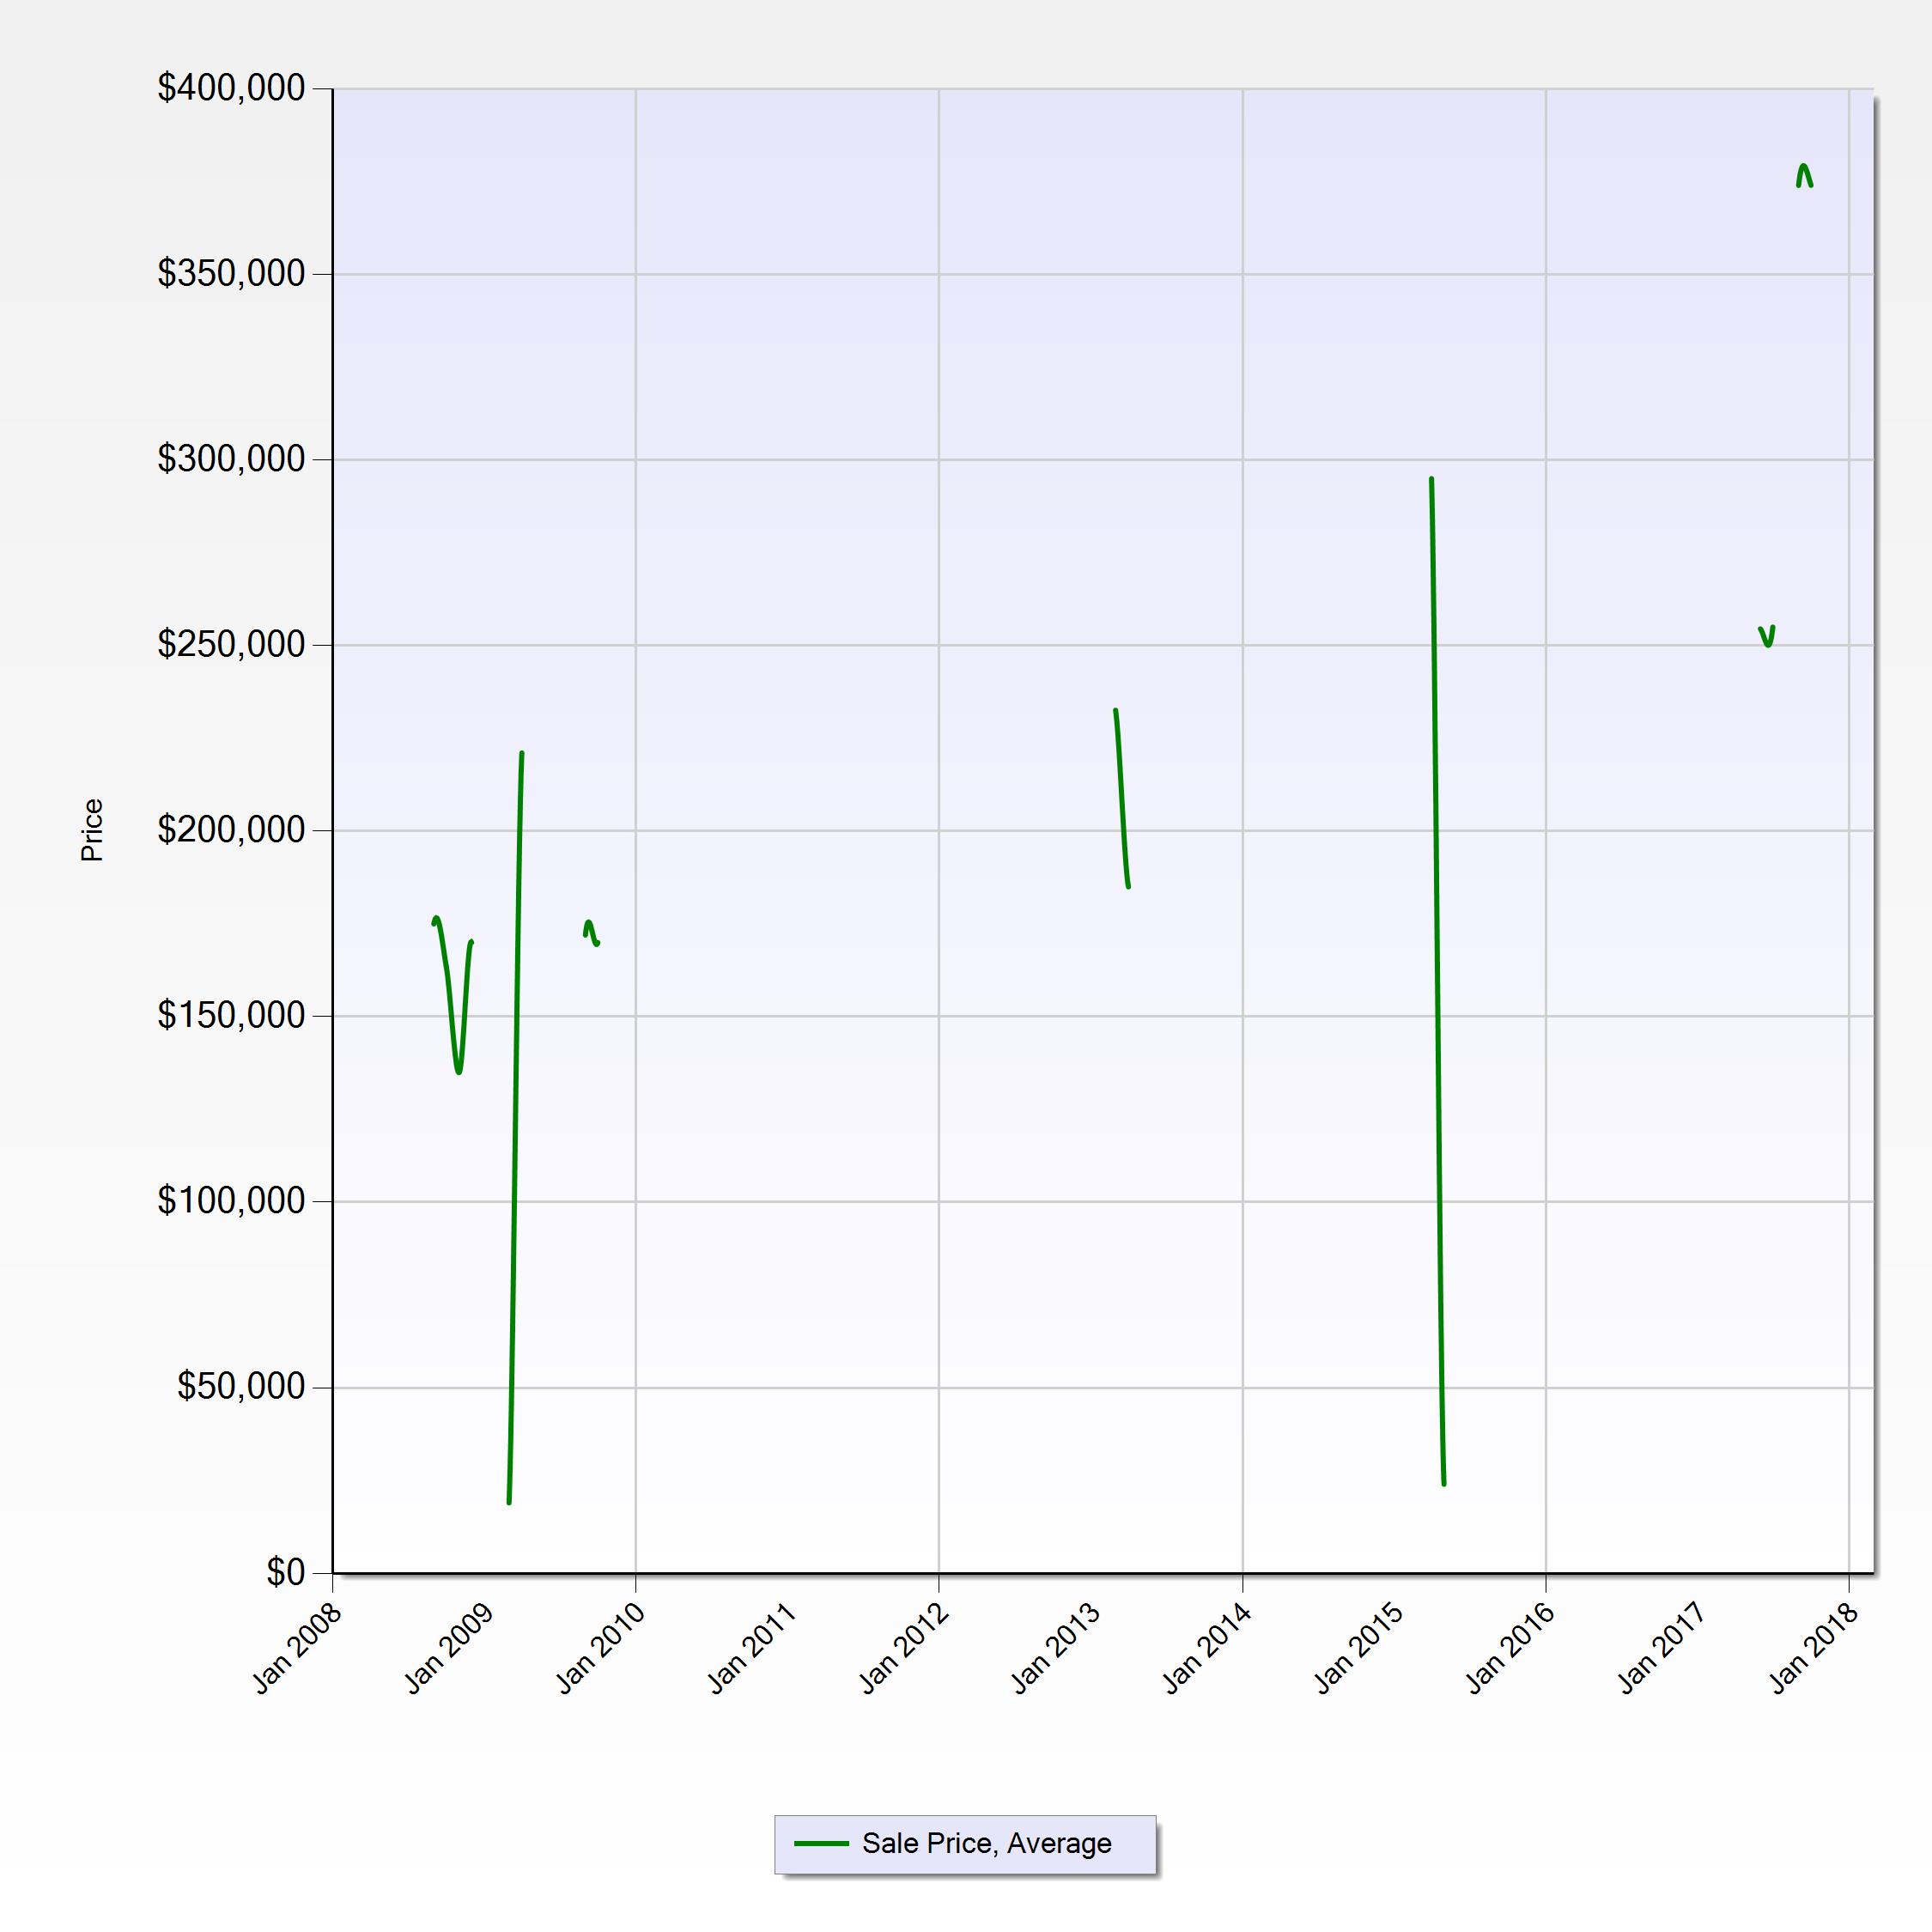 $400,000
$350,000
$300,000
$250,000
$200,000
$150,000
$100,000
$50,000
$0
Price
Jan 2008
Jan 2009
Jan 2010
Jan 2011
Jan 2012
Jan 2013
Jan 2014
Jan 2015
Jan 2016
Jan 2017
Jan 2018
Sale Price, Average